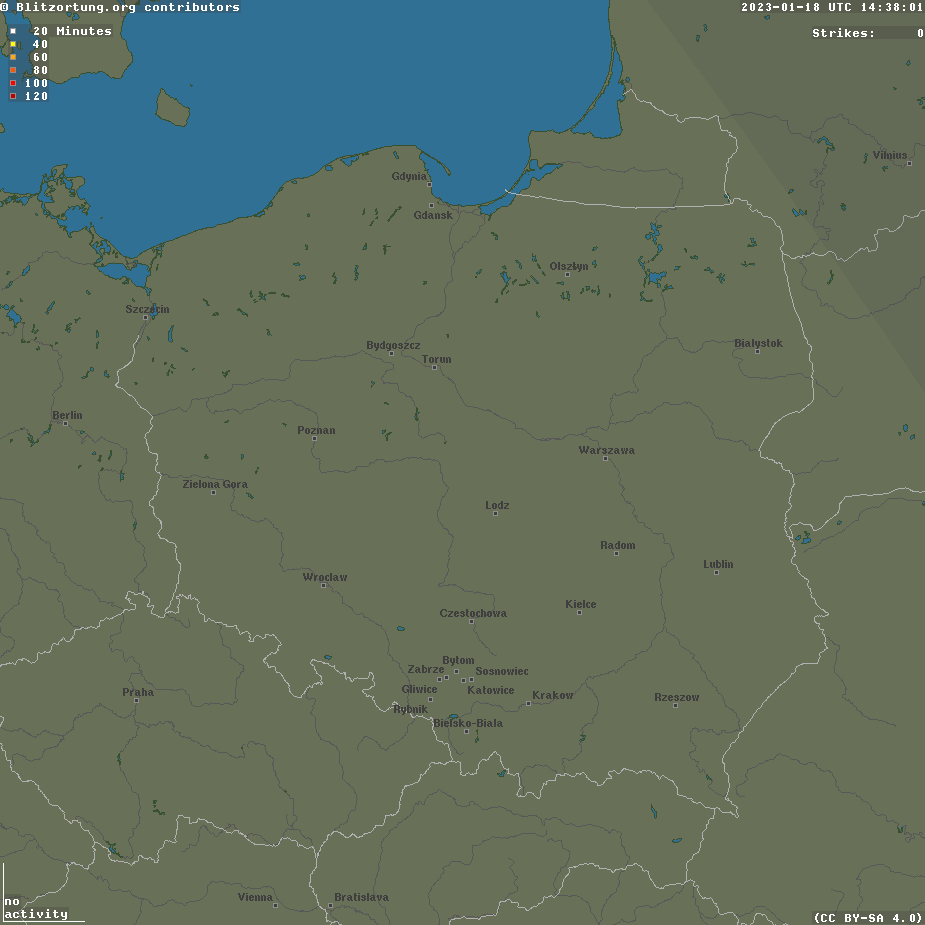 © Blitzortung.org contributors
2023-01-18 UTC 14:38:01
20 Minutes
Strikes: 0
40
60
80
100
120
Vilnius
Gdynia
Gdansk
Olsztyn
Szczecin
Bydgoszcz
Bialystok
Torun
Berlin
Poznan
Warszawa
Zielona Gora
Lodz
Radom
Lublin
Wroclaw
Kielce
Czestochowa
Bytom
Zabrze
Sosnowiec
Gliwice
Katowice
Praha
Krakow
Rzeszow
Rybnik
Bielsko-Biala
Vienna
Bratislava
no
activity
(CC BY-SA 4.0)